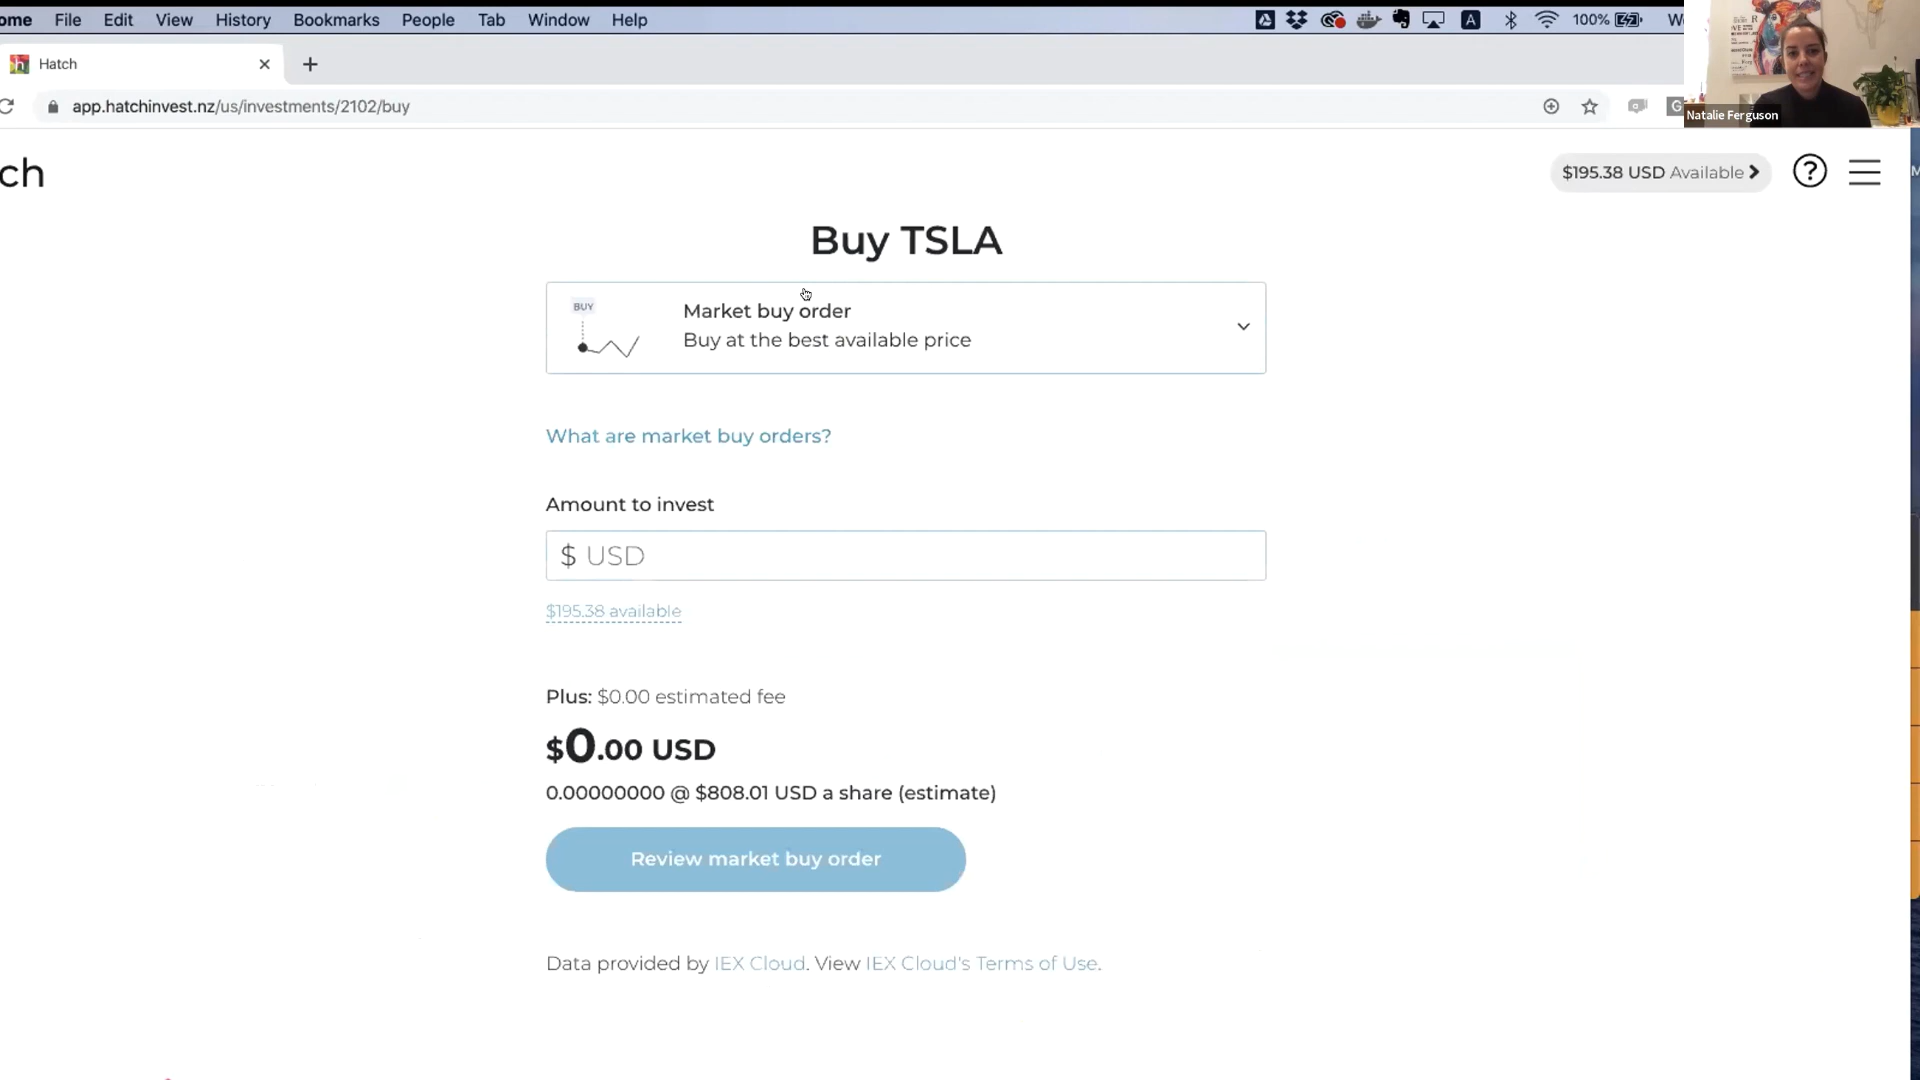 ome File Edit View History Bookmarks People Tab Window Help A 100%
Hatch
app.hatchinvest.nz/us/investments/2102/buy
Natalie Ferguson
ch
$195.38 USD Available
?
Buy TSLA
BUY
Market buy order
Buy at the best available price
What are market buy orders?
Amount to invest
$ USD
$195.38 available
Plus: $0.00 estimated fee
$0.00 USD
0.00000000 @ $808.01 USD a share (estimate)
Review market buy order
Data provided by IEX Cloud. View IEX Cloud's Terms of Use.